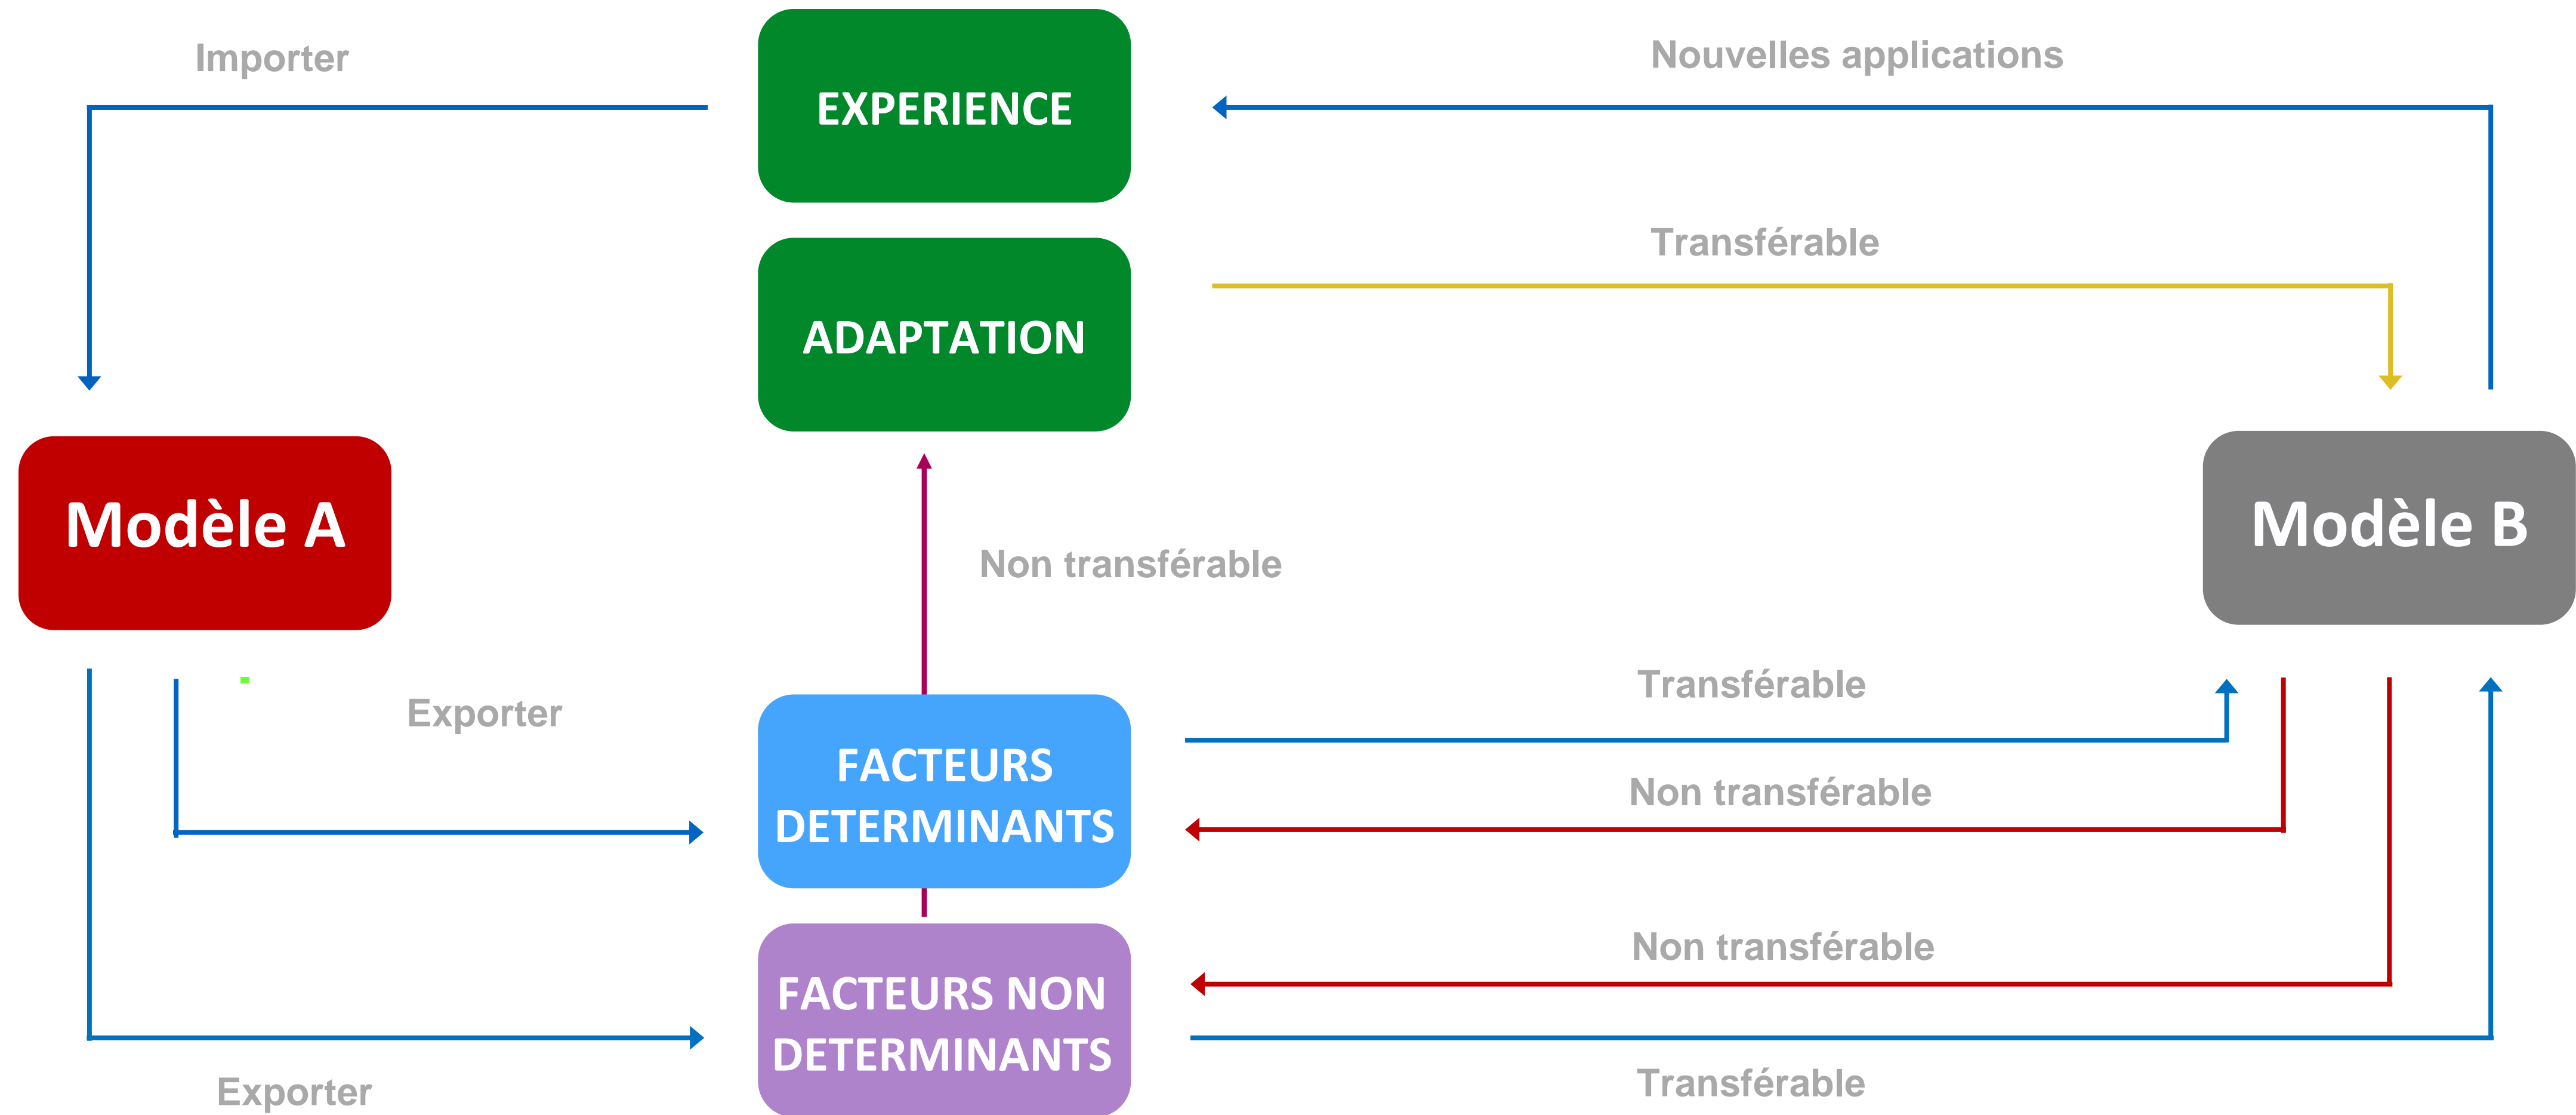 Importer
EXPERIENCE
Nouvelles applications
Transférable
ADAPTATION
Modèle A
Modèle B
Non transférable
Exporter
Transférable
FACTEURS
DETERMINANTS
Non transférable
Non transférable
FACTEURS NON
DETERMINANTS
Exporter
Transférable